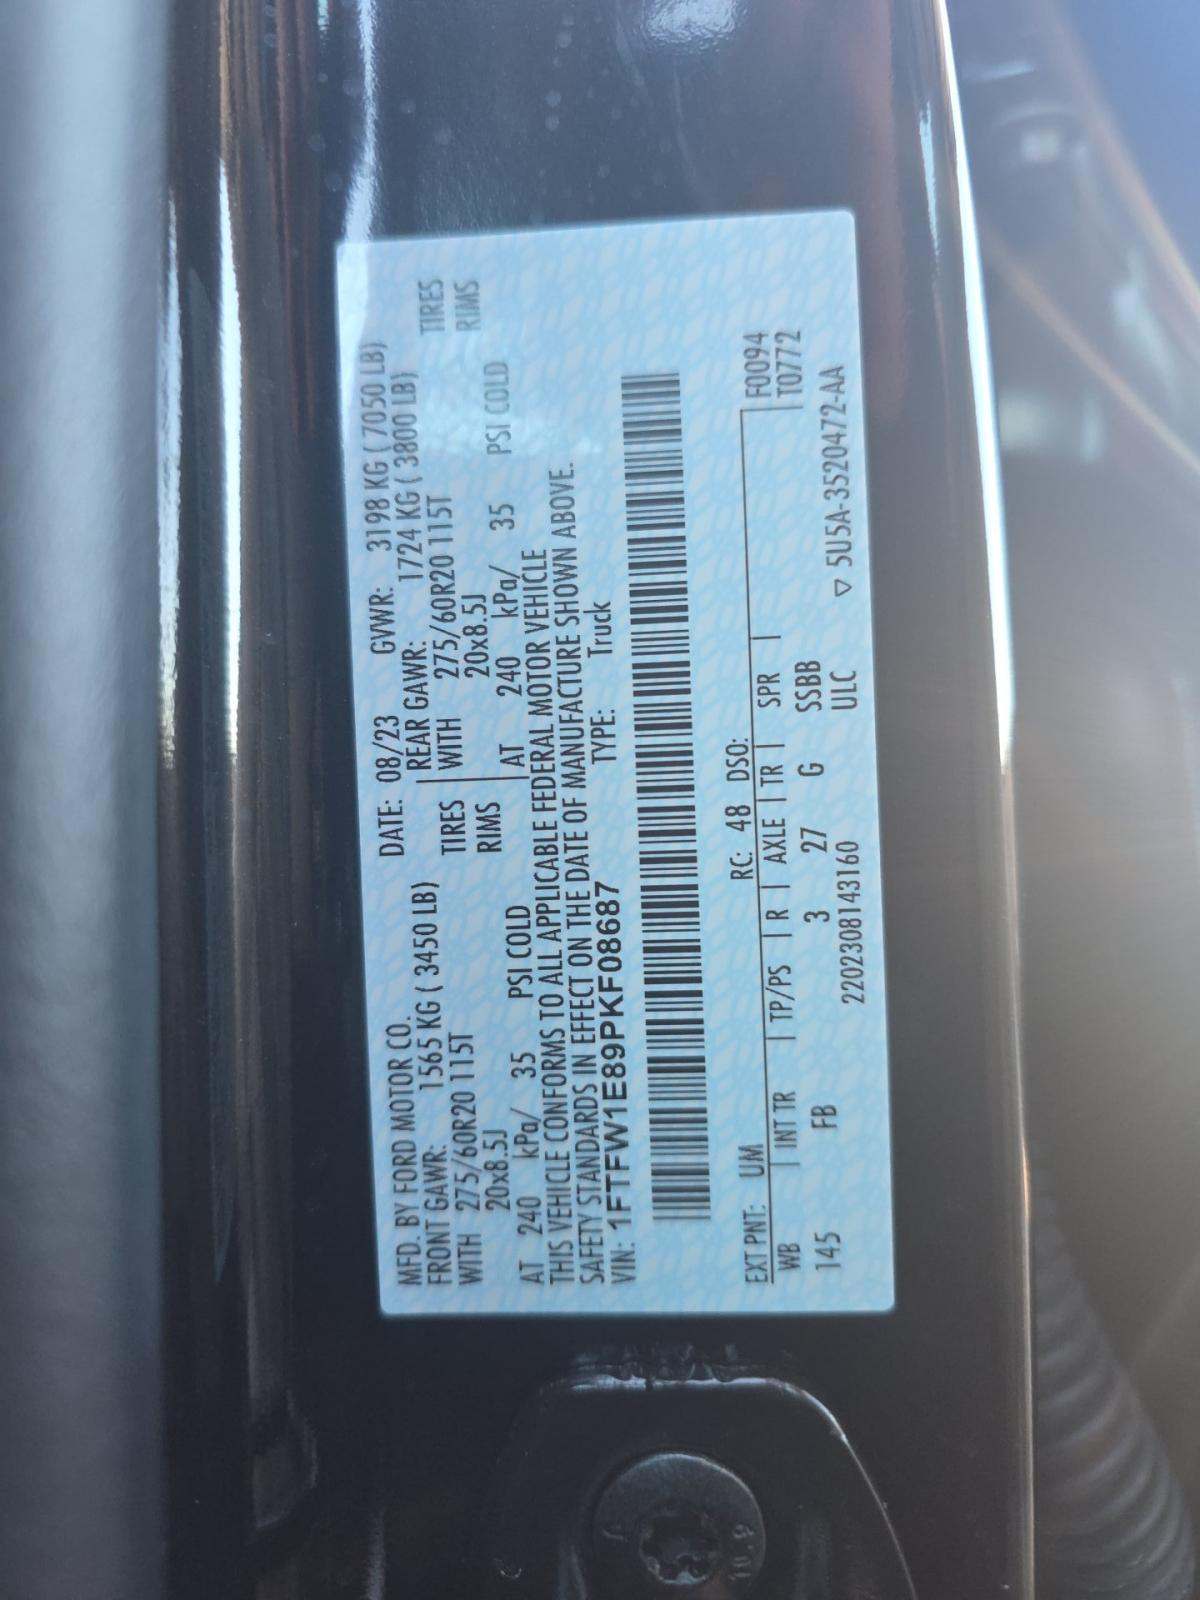 MFD. BY FORD MOTOR CO. DATE: 08/23 GVWR: 3198 KG ( 7050 LB)
FRONT GAWR: 1565 KG ( 3450 LB) REAR GAWR: 1724 KG ( 3800 LB)
WITH 275/60R20 115T TIRES WITH 275/60R20 115T TIRES
20x8.5J RIMS 20x8.5J RIMS
AT 240 kPa/ 35 PSI COLD AT 240 kPa/ 35 PSI COLD
THIS VEHICLE CONFORMS TO ALL APPLICABLE FEDERAL MOTOR VEHICLE
SAFETY STANDARDS IN EFFECT ON THE DATE OF MANUFACTURE SHOWN ABOVE.
VIN: 1FTFW1E89PKF08687 TYPE: Truck
EXT PNT: UM RC: 48 DSO: F0094
WB INT TR TP/PS R AXLE TR SPR T0772
145 FB 3 27 G SSBB
2202308143160 ULC ▽ 5U5A-3520472-AA
10.9